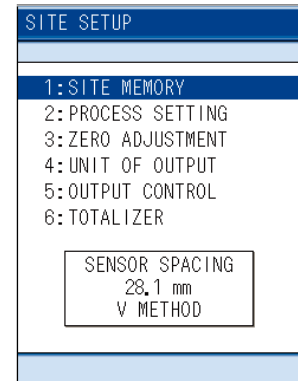 SITE SETUP
1:SITE MEMORY
2:PROCESS SETTING
3:ZERO ADJUSTMENT
4:UNIT OF OUTPUT
5:OUTPUT CONTROL
6:TOTALIZER
SENSOR SPACING
28.1 mm
V METHOD